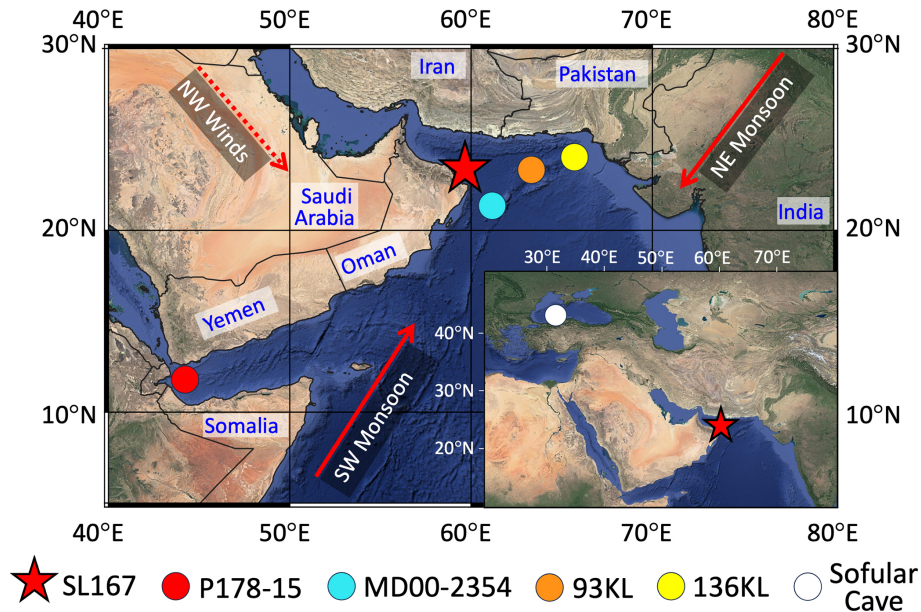 40°E 50°E 60°E 70°E 80°E
30°N
30°N
Iran
Pakistan
NW Winds
NE Monsoon
Saudi
Arabia
India
20°N
20°N
Oman
30°E 40°E 50°E 60°E 70°E
Yemen
40°N
SW Monsoon
30°N
10°N
10°N
Somalia
20°N
40°E 50°E 60°E 70°E 80°E
SL167 P178-15 MD00-2354 93KL 136KL Sofular
Cave